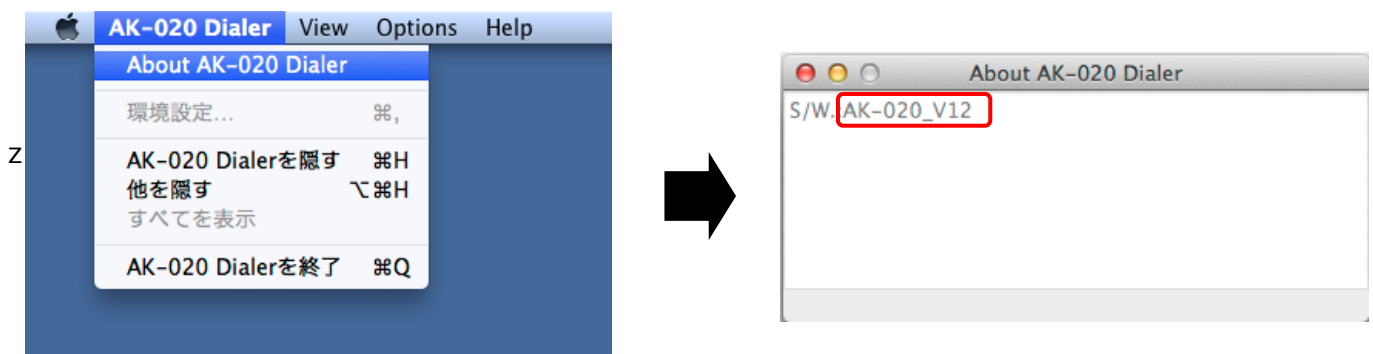 AK-020 Dialer View Options Help
About AK-020 Dialer
環境設定... ⌘,
AK-020 Dialerを隠す ⌘H
他を隠す ⌥⌘H
すべてを表示
AK-020 Dialerを終了 ⌘Q
z
About AK-020 Dialer
S/W.:AK-020_V12